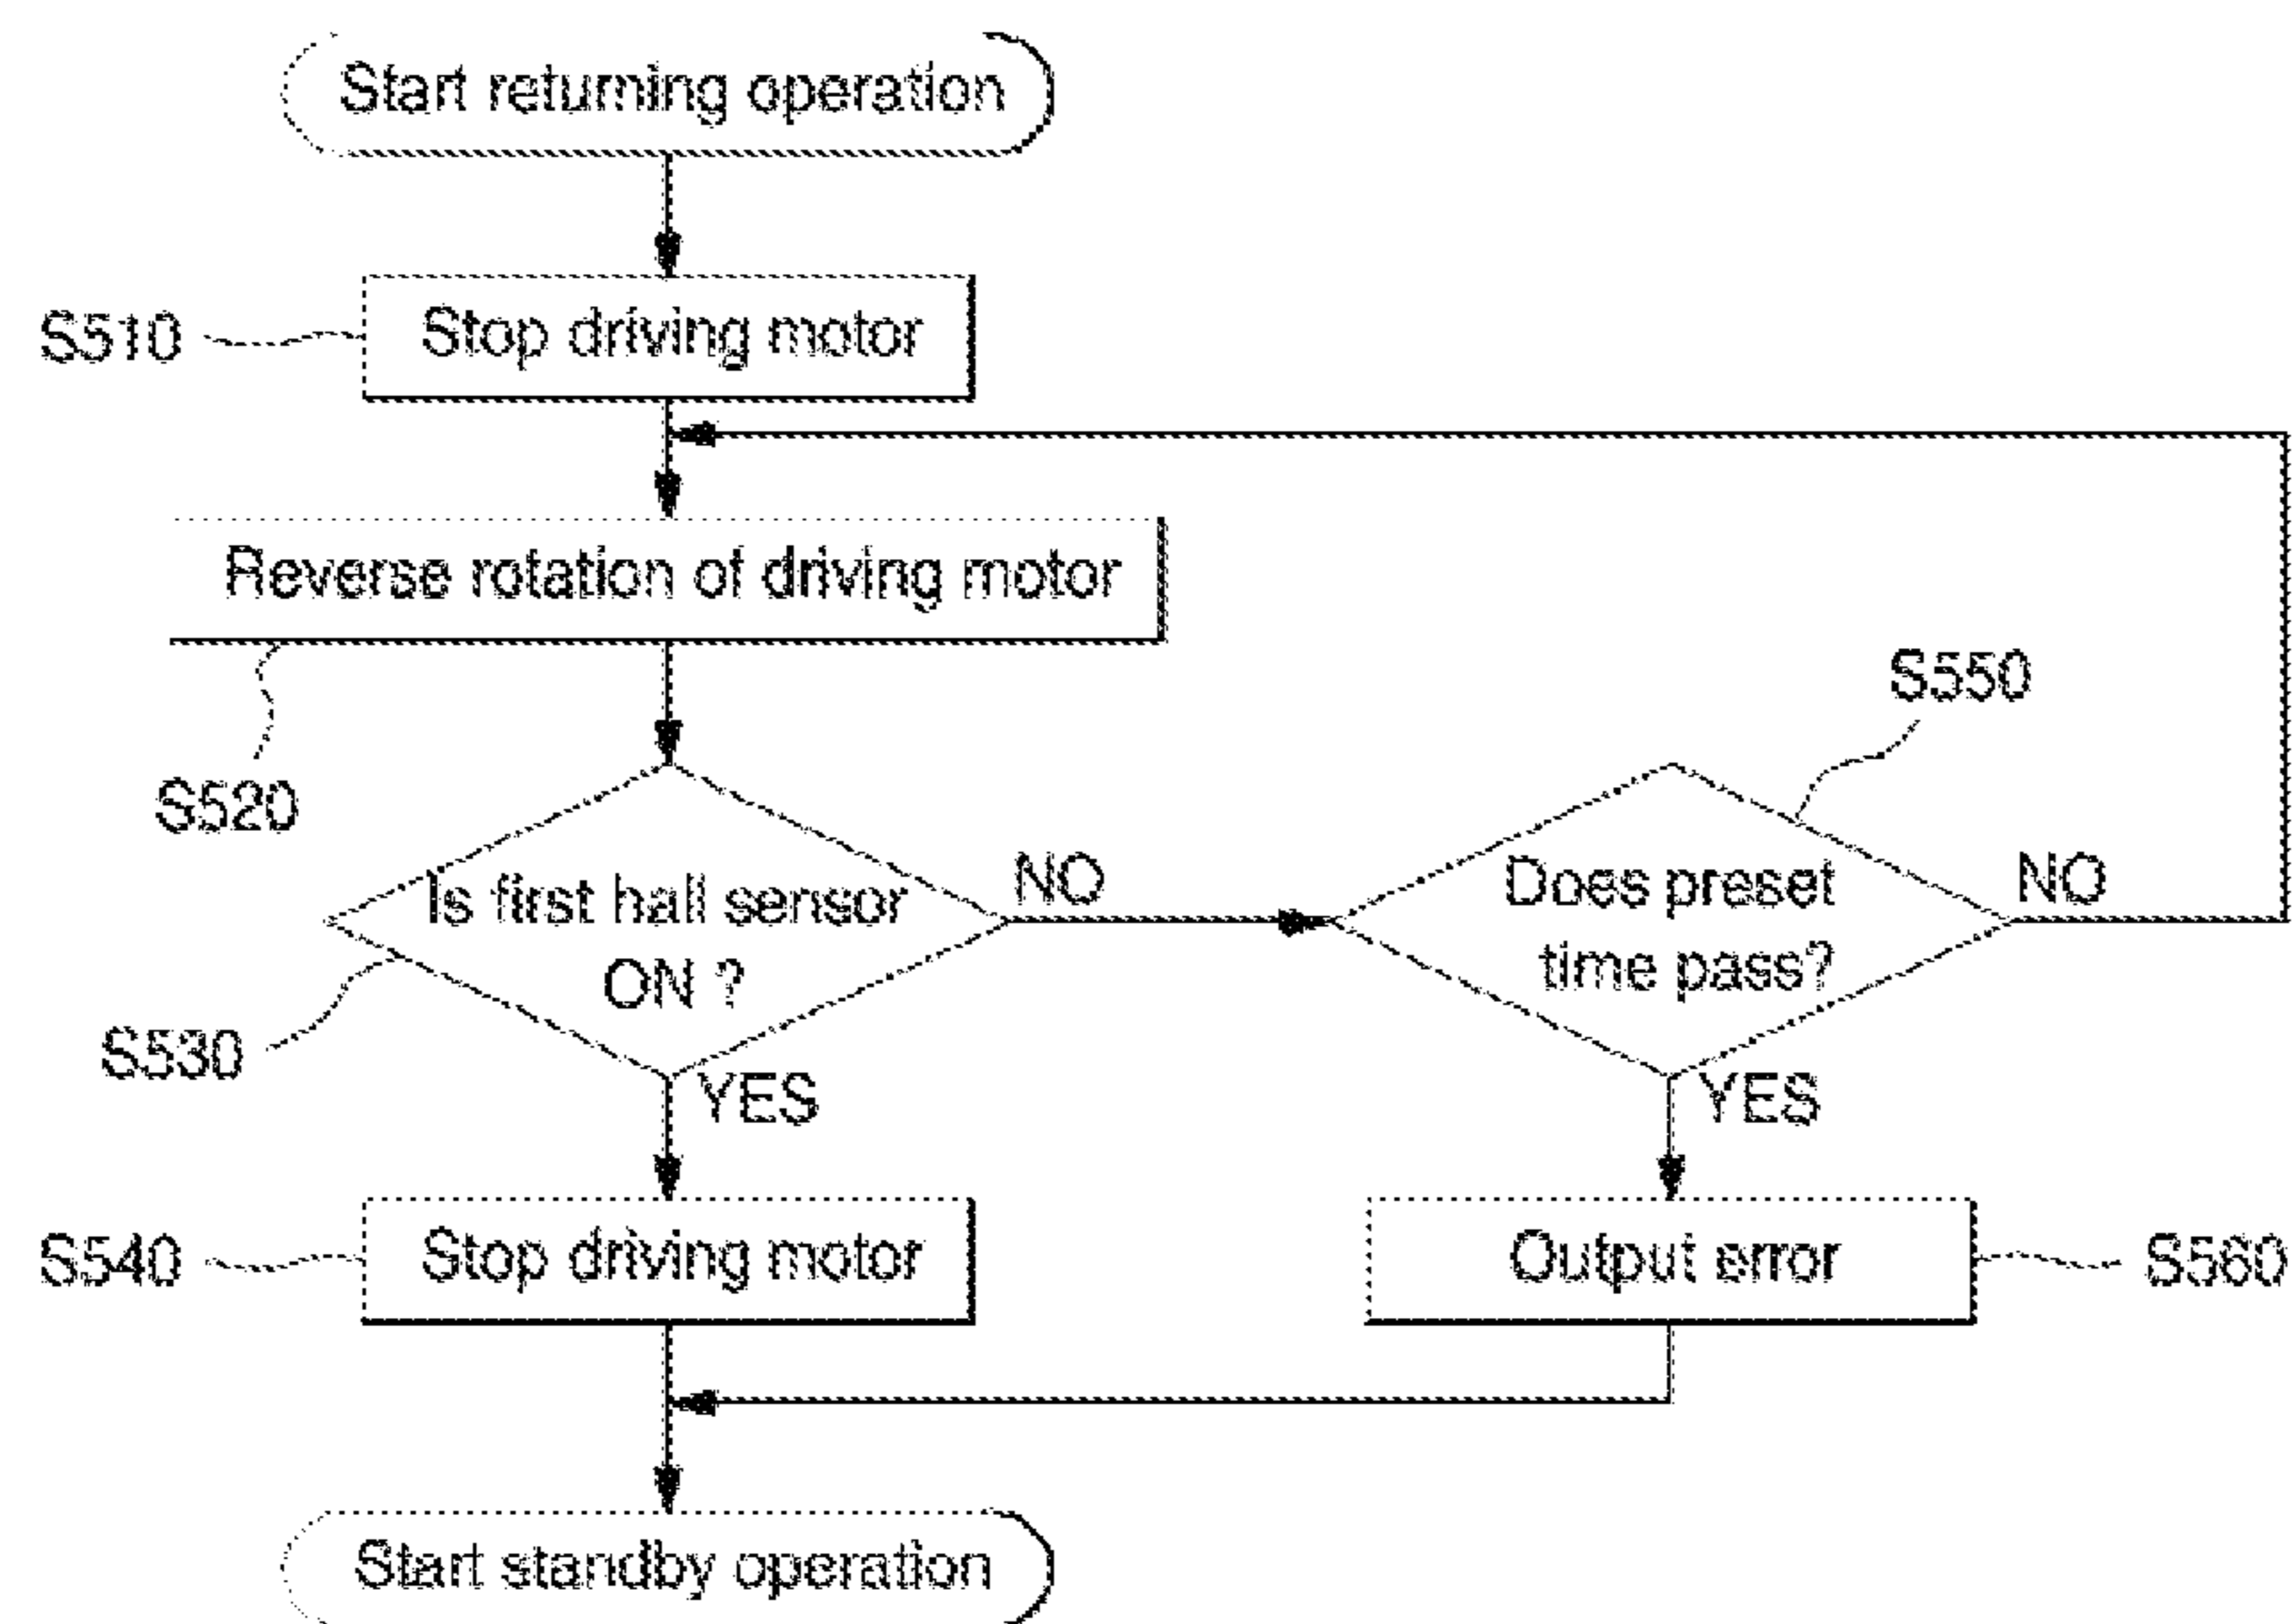 Start returning operation
S510
Stop driving motor
Reverse rotation of driving motor
S520
S550
Is first hall sensor
ON ?
NO
Does preset
time pass?
NO
S530
YES
YES
S540
Stop driving motor
Output error
S560
Start standby operation